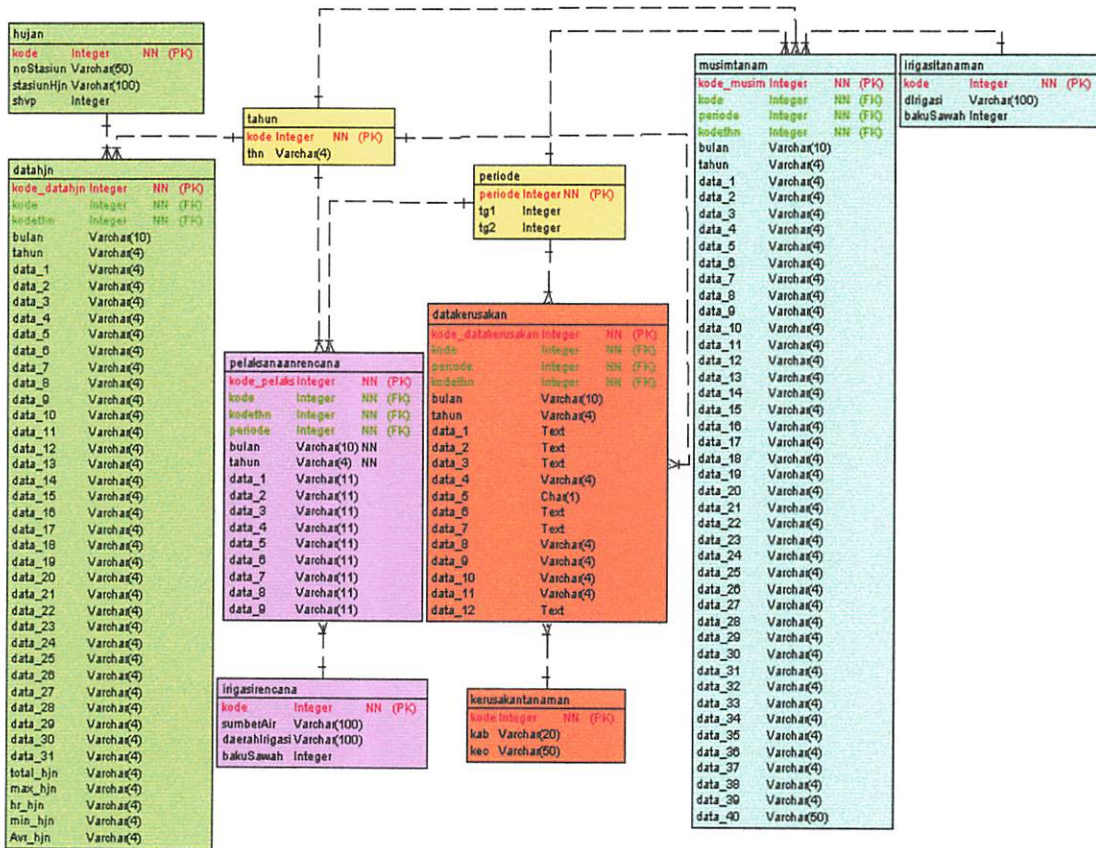 hujan
kode Integer NN (PK)
noStasiun Varchar(50)
stasiunHjn Varchar(100)
shvp Integer
tahun
kode Integer NN (PK)
thn Varchar(4)
periode
periode Integer NN (PK)
tg1 Integer
tg2 Integer
musimtanam
kode_musim Integer NN (PK)
kode Integer NN (FK)
periode Integer NN (FK)
kodethn Integer NN (FK)
bulan Varchar(10)
tahun Varchar(4)
data_1 Varchar(4)
data_2 Varchar(4)
data_3 Varchar(4)
data_4 Varchar(4)
data_5 Varchar(4)
data_6 Varchar(4)
data_7 Varchar(4)
data_8 Varchar(4)
data_9 Varchar(4)
data_10 Varchar(4)
data_11 Varchar(4)
data_12 Varchar(4)
data_13 Varchar(4)
data_14 Varchar(4)
data_15 Varchar(4)
data_16 Varchar(4)
data_17 Varchar(4)
data_18 Varchar(4)
data_19 Varchar(4)
data_20 Varchar(4)
data_21 Varchar(4)
data_22 Varchar(4)
data_23 Varchar(4)
data_24 Varchar(4)
data_25 Varchar(4)
data_26 Varchar(4)
data_27 Varchar(4)
data_28 Varchar(4)
data_29 Varchar(4)
data_30 Varchar(4)
data_31 Varchar(4)
data_32 Varchar(4)
data_33 Varchar(4)
data_34 Varchar(4)
data_35 Varchar(4)
data_36 Varchar(4)
data_37 Varchar(4)
data_38 Varchar(4)
data_39 Varchar(4)
data_40 Varchar(50)
irigasitanaman
kode Integer NN (PK)
dIrigasi Varchar(100)
bakuSawah Integer
datahjn
kode_datahjn Integer NN (PK)
kode Integer NN (FK)
kodethn Integer NN (FK)
bulan Varchar(10)
tahun Varchar(4)
data_1 Varchar(4)
data_2 Varchar(4)
data_3 Varchar(4)
data_4 Varchar(4)
data_5 Varchar(4)
data_6 Varchar(4)
data_7 Varchar(4)
data_8 Varchar(4)
data_9 Varchar(4)
data_10 Varchar(4)
data_11 Varchar(4)
data_12 Varchar(4)
data_13 Varchar(4)
data_14 Varchar(4)
data_15 Varchar(4)
data_16 Varchar(4)
data_17 Varchar(4)
data_18 Varchar(4)
data_19 Varchar(4)
data_20 Varchar(4)
data_21 Varchar(4)
data_22 Varchar(4)
data_23 Varchar(4)
data_24 Varchar(4)
data_25 Varchar(4)
data_26 Varchar(4)
data_27 Varchar(4)
data_28 Varchar(4)
data_29 Varchar(4)
data_30 Varchar(4)
data_31 Varchar(4)
total_hjn Varchar(4)
max_hjn Varchar(4)
hr_hjn Varchar(4)
min_hjn Varchar(4)
Avr_hjn Varchar(4)
pelaksanaanrencana
kode_pelaks Integer NN (PK)
kode Integer NN (FK)
kodethn Integer NN (FK)
periode Integer NN (FK)
bulan Varchar(10) NN
tahun Varchar(4) NN
data_1 Varchar(11)
data_2 Varchar(11)
data_3 Varchar(11)
data_4 Varchar(11)
data_5 Varchar(11)
data_6 Varchar(11)
data_7 Varchar(11)
data_8 Varchar(11)
data_9 Varchar(11)
datakerusakan
kode_datakerusakan Integer NN (PK)
kode Integer NN (FK)
periode Integer NN (FK)
kodethn Integer NN (FK)
bulan Varchar(10)
tahun Varchar(4)
data_1 Text
data_2 Text
data_3 Text
data_4 Varchar(4)
data_5 Char(1)
data_6 Text
data_7 Text
data_8 Varchar(4)
data_9 Varchar(4)
data_10 Varchar(4)
data_11 Varchar(4)
data_12 Text
irigasirencana
kode Integer NN (PK)
sumberAir Varchar(100)
daerahIrigasi Varchar(100)
bakuSawah Integer
kerusakantanaman
kode Integer NN (PK)
kab Varchar(20)
kec Varchar(50)